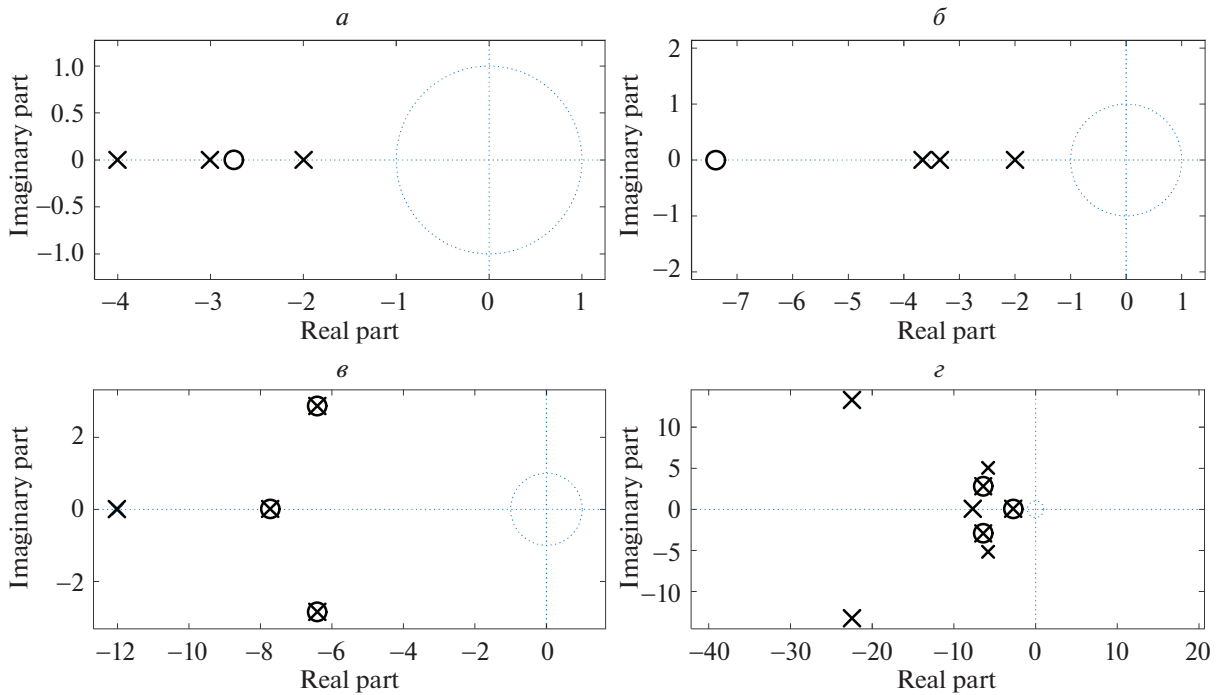 а
б
Imaginary part
1.0
0.5
0
−0.5
−1.0
−4 −3 −2 −1 0 1
Real part
Imaginary part
2
1
0
−1
−2
−7 −6 −5 −4 −3 −2 −1 0 1
Real part
в
г
Imaginary part
2
0
−2
−12 −10 −8 −6 −4 −2 0
Real part
Imaginary part
10
5
0
−5
−10
−40 −30 −20 −10 0 10 20
Real part